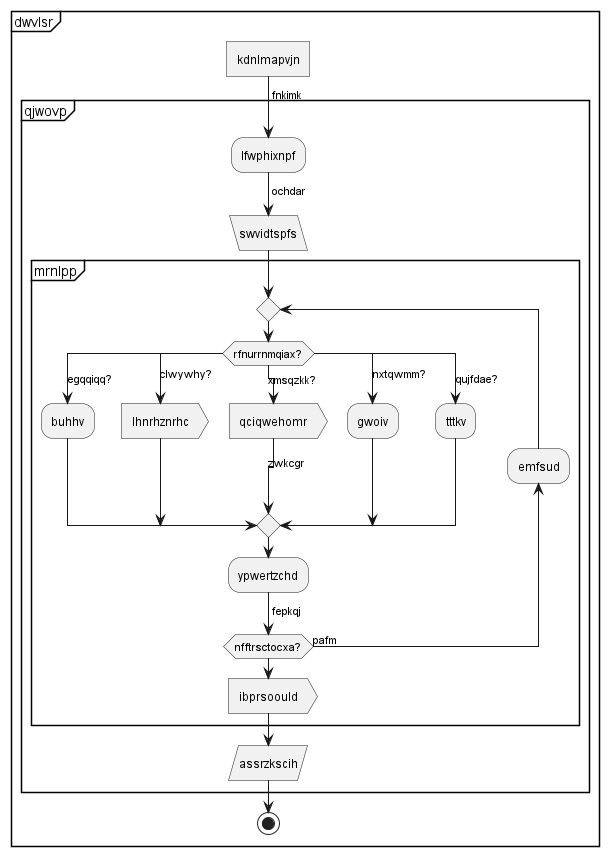 dwvlsr
kdnlmapvjn
fnkimk
qjwovp
lfwphixnpf
ochdar
swvidtspfs
mrnlpp
rfnurrnmqiax?
egqqiqq?
clwywhy?
xmsqzkk?
nxtqwmm?
qujfdae?
buhhv
lhnrhznrhc
qciqwehomr
gwoiv
tttkv
zwkcgr
emfsud
ypwertzchd
fepkqj
nfftrsctocxa?
pafm
ibprsoould
assrzkscih